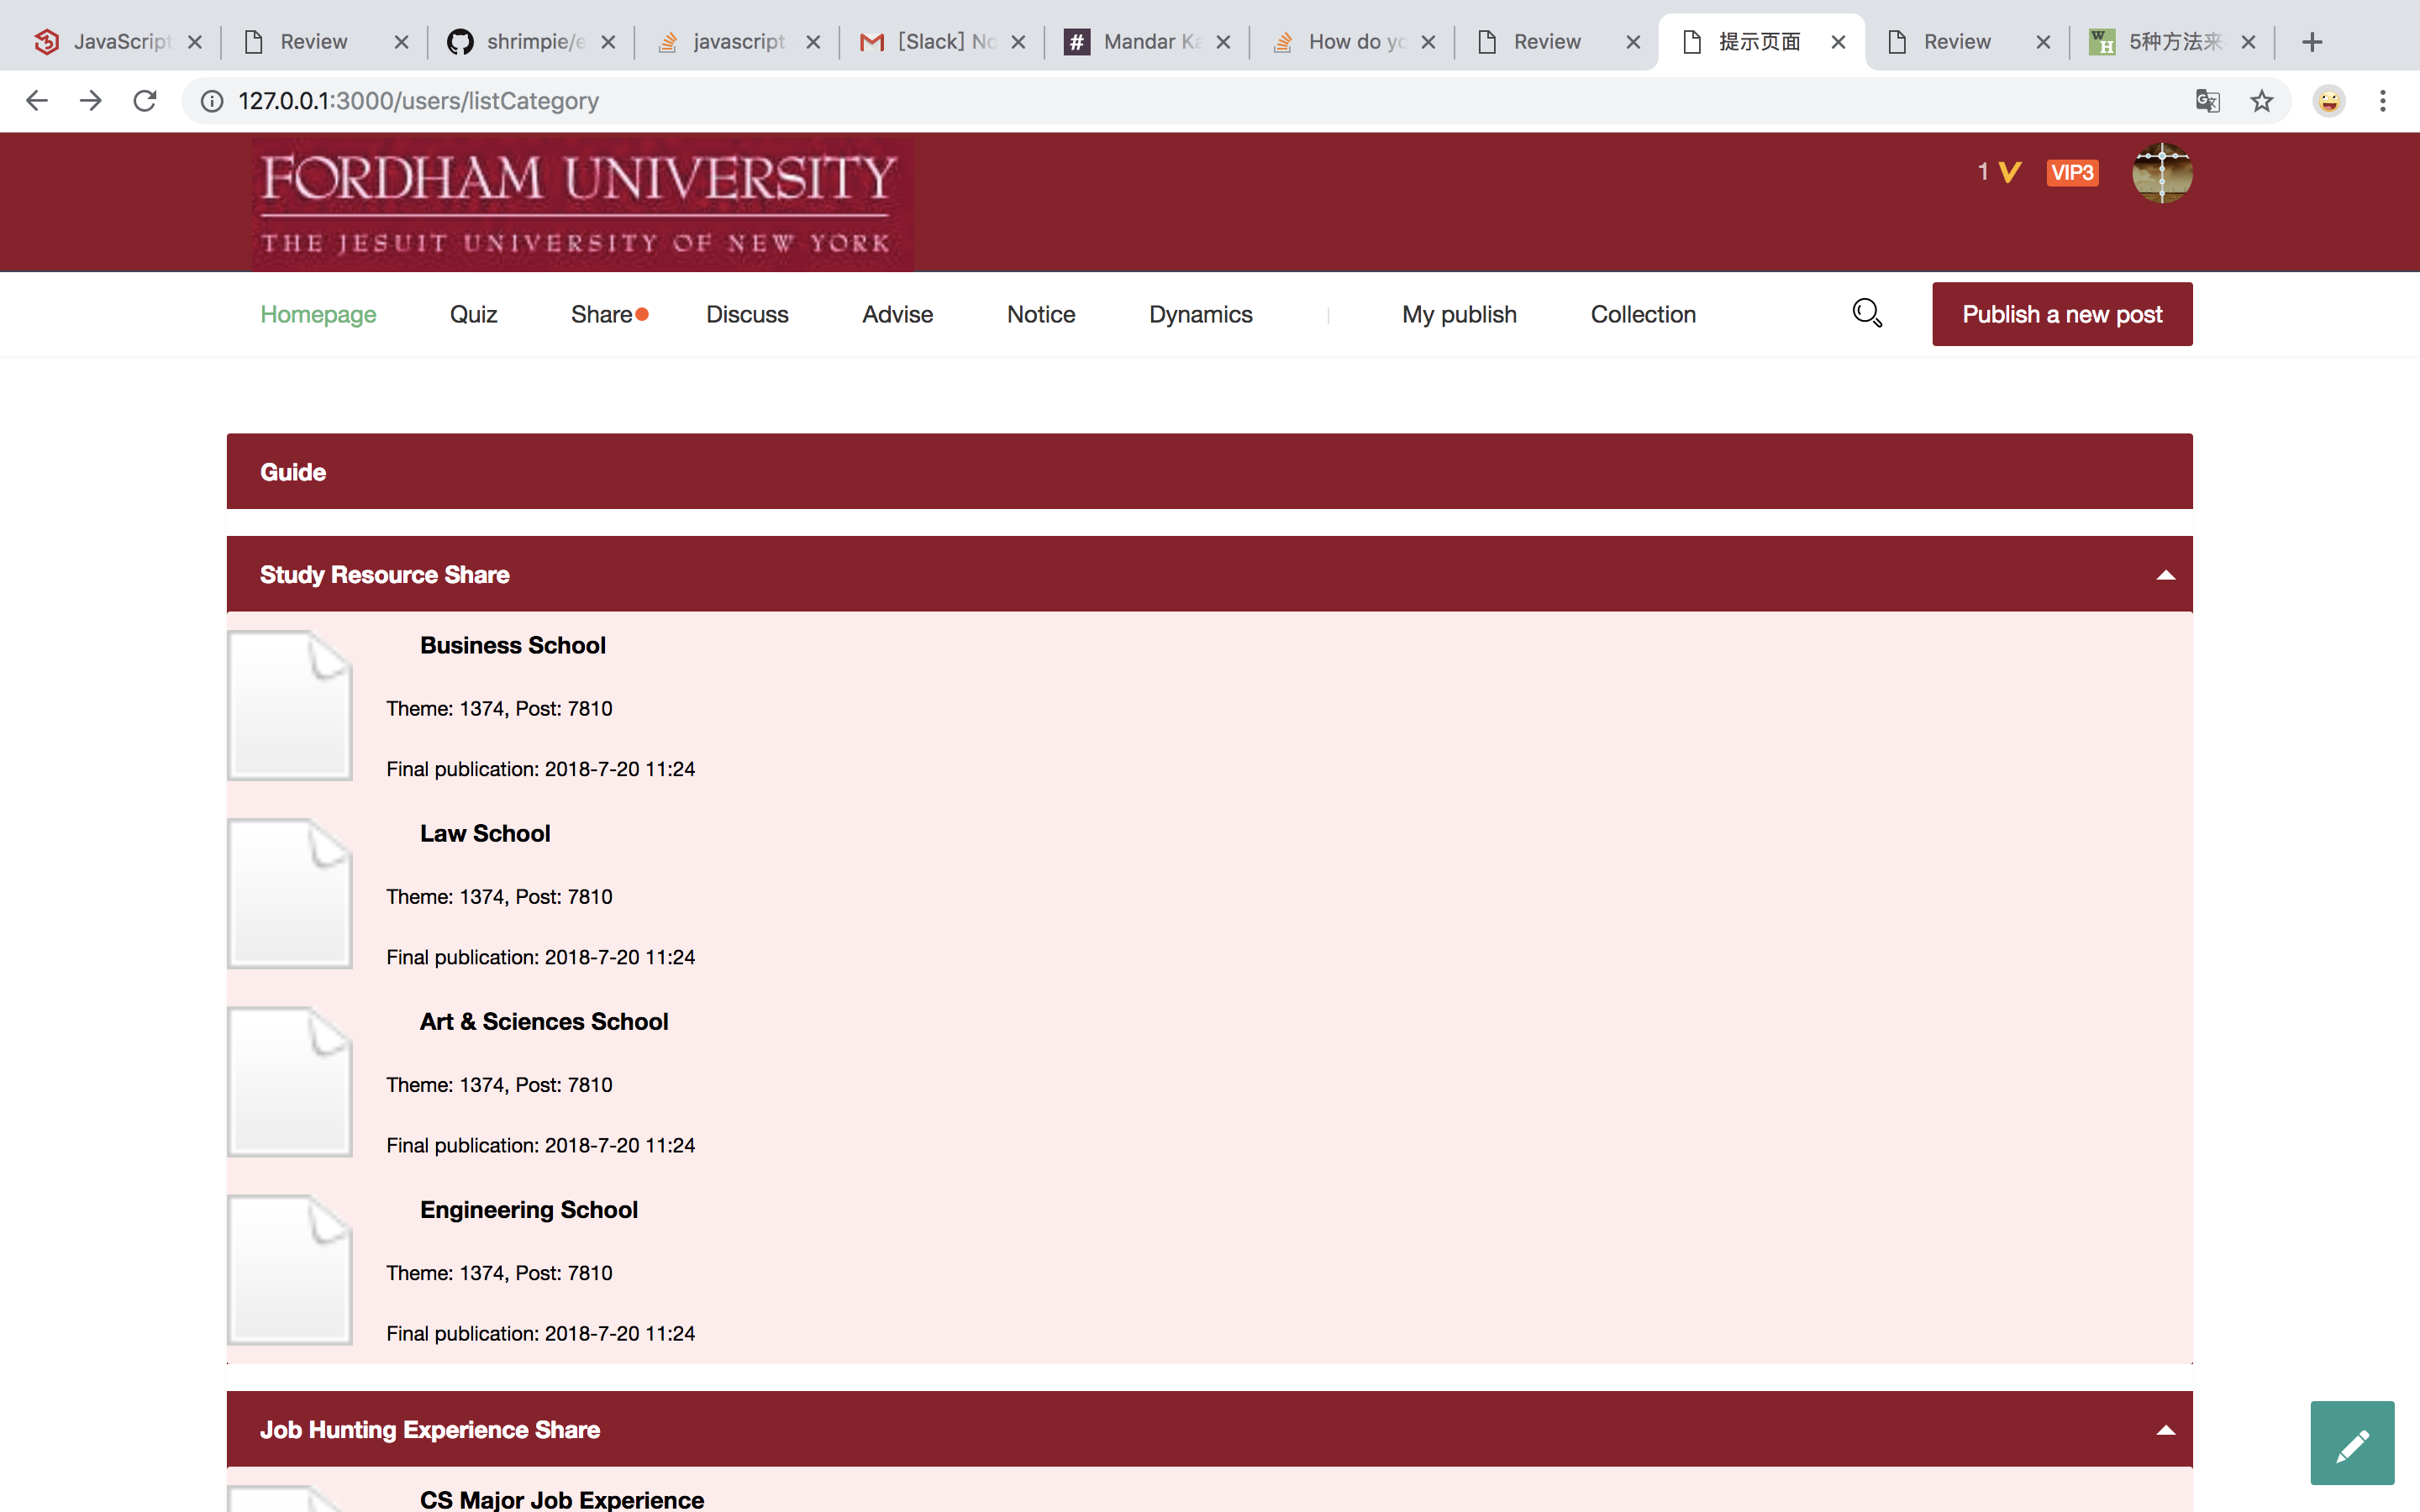 JavaScript
Review
shrimpie/e
javascript
[Slack] No
# Mandar Ka
How do yo
Review
提示页面
Review
WH 5种方法来
127.0.0.1:3000/users/listCategory
FORDHAM UNIVERSITY
THE JESUIT UNIVERSITY OF NEW YORK
1 V VIP3
Homepage Quiz Share Discuss Advise Notice Dynamics My publish Collection Publish a new post
Guide
Study Resource Share
Business School
Theme: 1374, Post: 7810
Final publication: 2018-7-20 11:24
Law School
Theme: 1374, Post: 7810
Final publication: 2018-7-20 11:24
Art & Sciences School
Theme: 1374, Post: 7810
Final publication: 2018-7-20 11:24
Engineering School
Theme: 1374, Post: 7810
Final publication: 2018-7-20 11:24
Job Hunting Experience Share
CS Major Job Experience